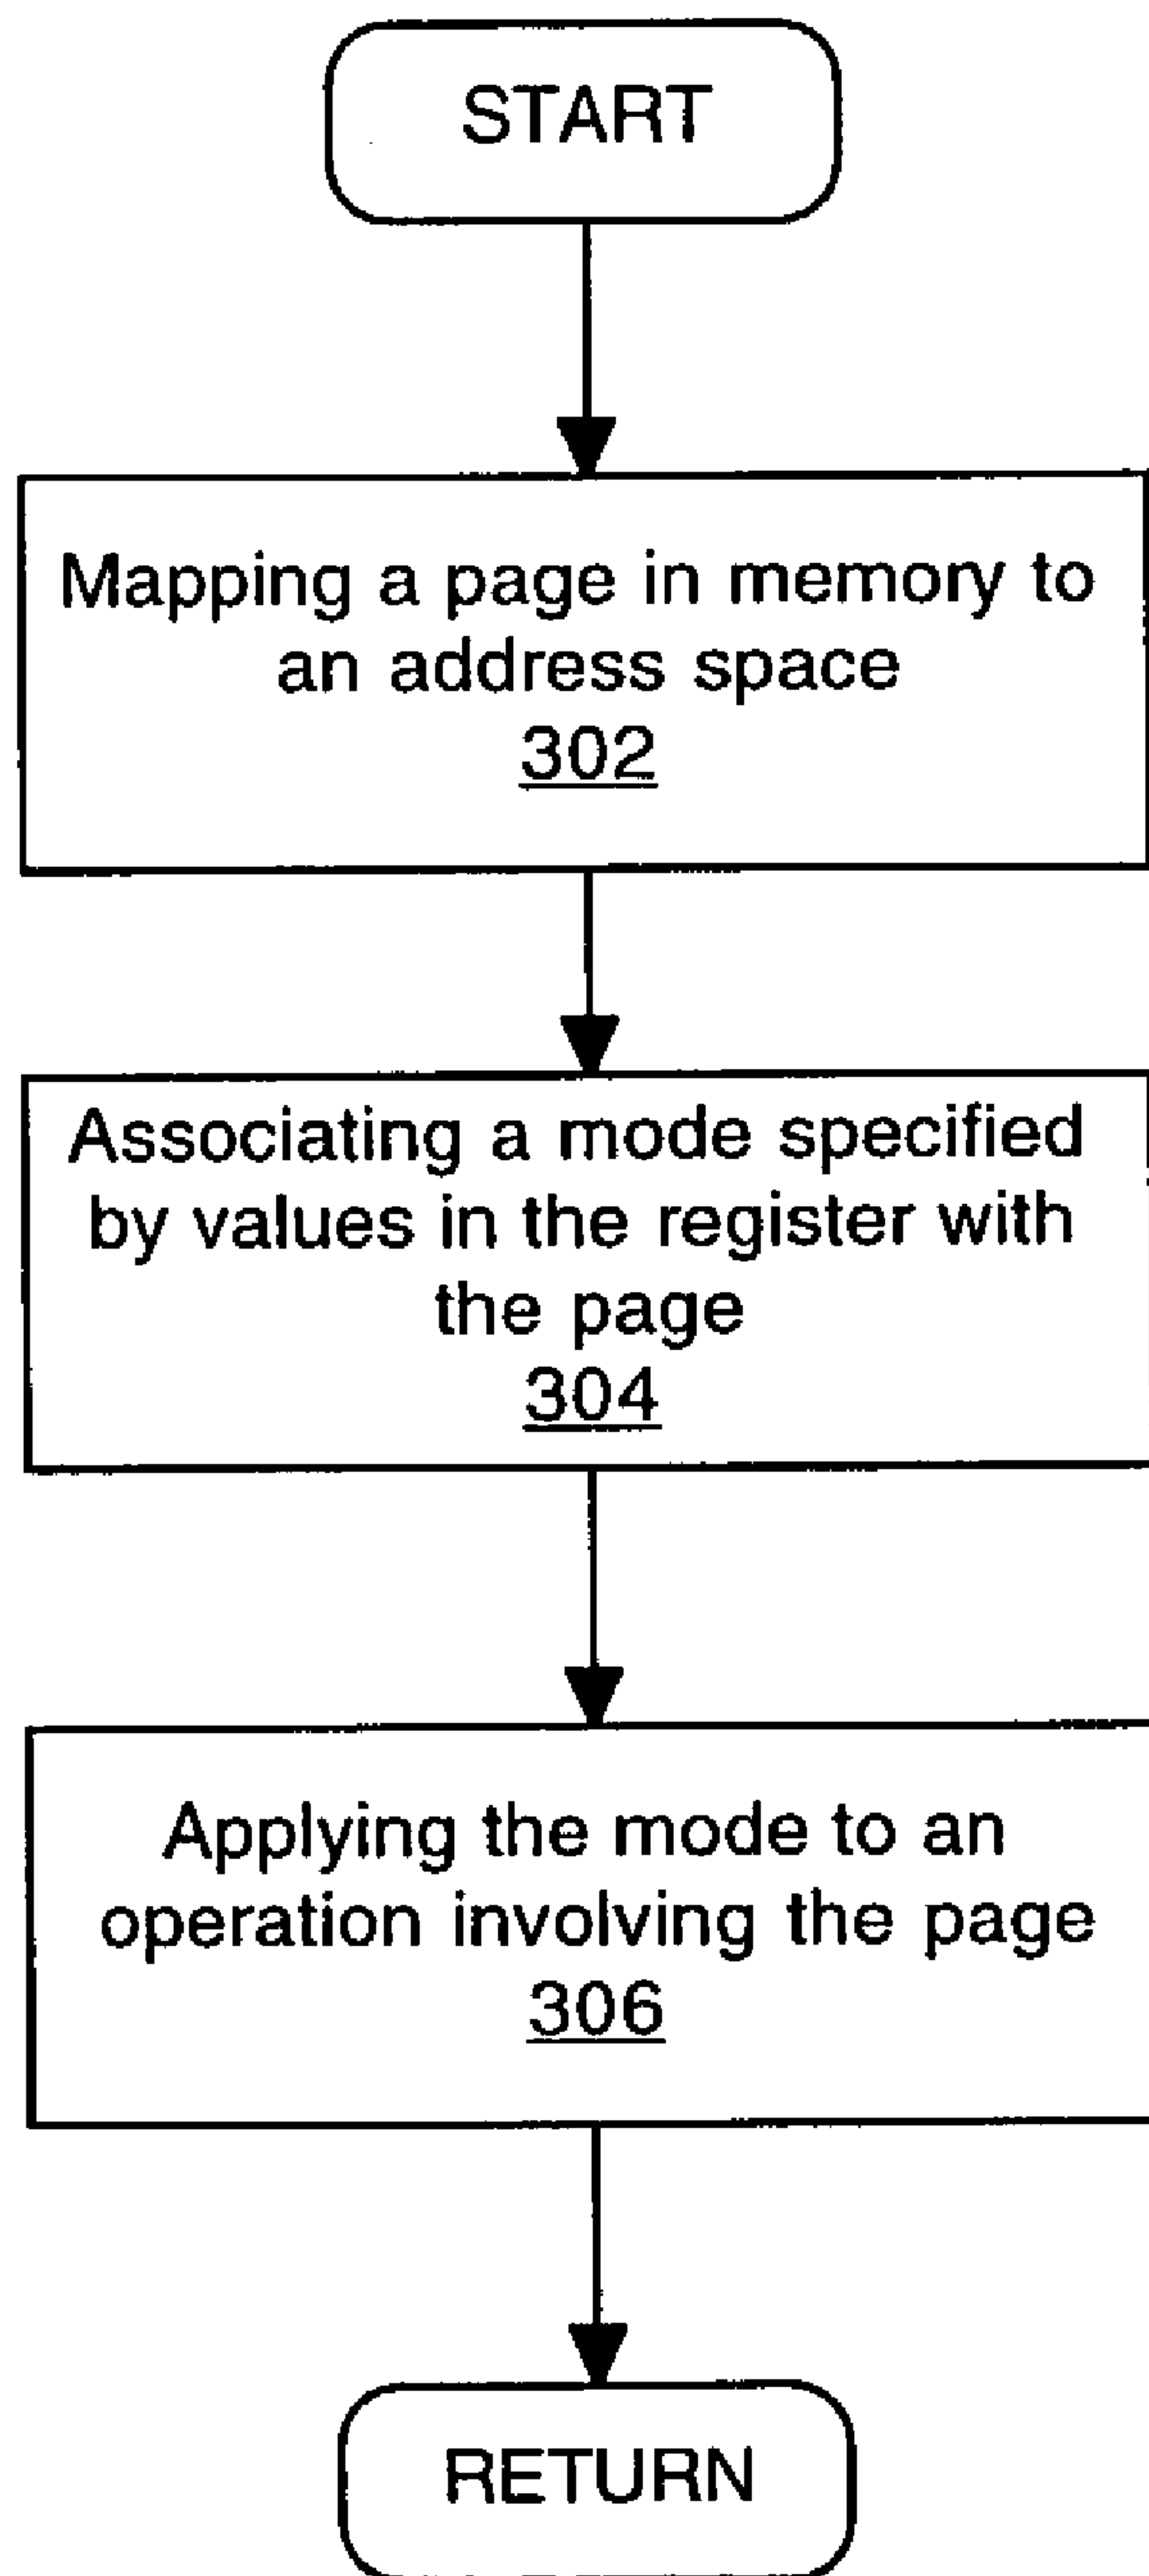 START
Mapping a page in memory to
an address space
302
Associating a mode specified
by values in the register with
the page
304
Applying the mode to an
operation involving the page
306
RETURN